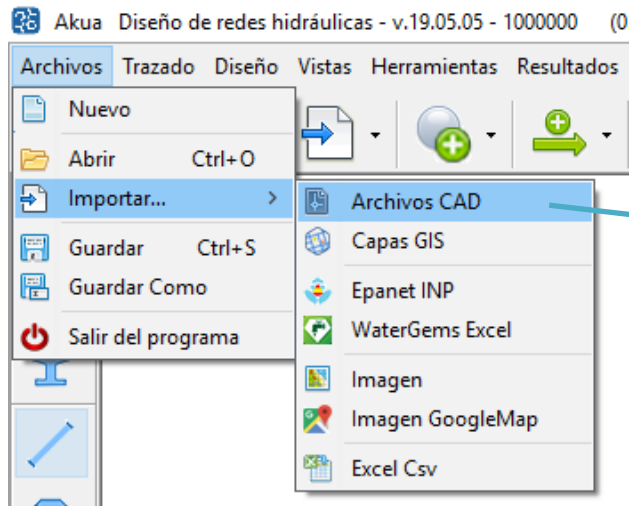 Akua Diseño de redes hidráulicas - v.19.05.05 - 1000000 (0
Archivos Trazado Diseño Vistas Herramientas Resultados
Nuevo
Abrir Ctrl+O
Importar... >
Guardar Ctrl+S
Guardar Como
Salir del programa
Archivos CAD
Capas GIS
Epanet INP
WaterGems Excel
Imagen
Imagen GoogleMap
Excel Csv